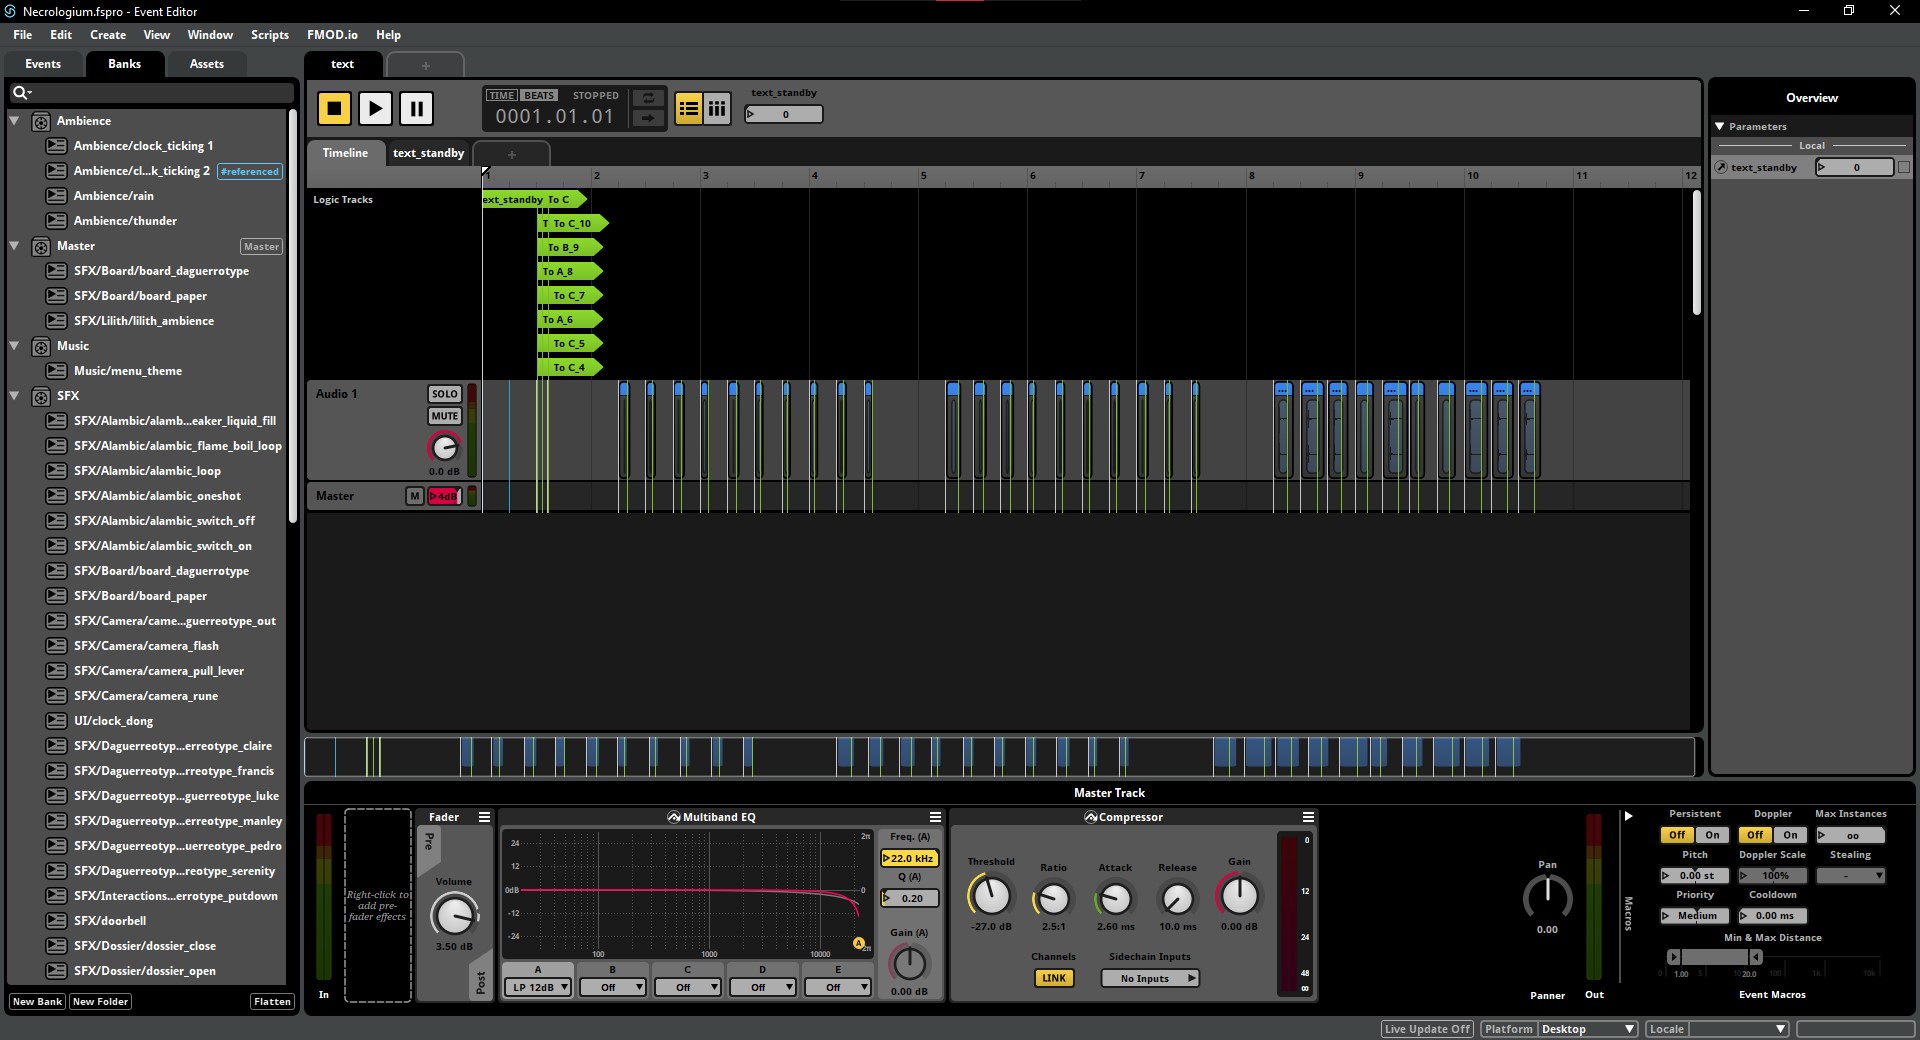 Necrologium.fspro - Event Editor
File Edit Create View Window Scripts FMOD.io Help
Events Banks Assets
text
+
TIME BEATS STOPPED
0001.01.01
text_standby
0
Timeline text_standby +
1 2 3 4 5 6 7 8 9 10 11 12
Ambience
Ambience/clock_ticking 1
Ambience/cl...k_ticking 2 #referenced
Ambience/rain
Ambience/thunder
Master Master
SFX/Board/board_daguerrotype
SFX/Board/board_paper
SFX/Lilith/lilith_ambience
Music
Music/menu_theme
SFX
SFX/Alambic/alamb...eaker_liquid_fill
SFX/Alambic/alambic_flame_boil_loop
SFX/Alambic/alambic_loop
SFX/Alambic/alambic_oneshot
SFX/Alambic/alambic_switch_off
SFX/Alambic/alambic_switch_on
SFX/Board/board_daguerrotype
SFX/Board/board_paper
SFX/Camera/came...guerreotype_out
SFX/Camera/camera_flash
SFX/Camera/camera_pull_lever
SFX/Camera/camera_rune
UI/clock_dong
SFX/Daguerreotyp...erreotype_claire
SFX/Daguerreotyp...rreotype_francis
SFX/Daguerreotyp...guerreotype_luke
SFX/Daguerreotyp...erreotype_manley
SFX/Daguerreotyp...uerreotype_pedro
SFX/Daguerreotyp...reotype_serenity
SFX/Interactions...errotype_putdown
SFX/doorbell
SFX/Dossier/dossier_close
SFX/Dossier/dossier_open
New Bank New Folder Flatten
Logic Tracks
ext_standby To C
T To C_10
To B_9
To A_8
To C_7
To A_6
To C_5
To C_4
Audio 1 SOLO
MUTE
0.0 dB
... ... ... ... ... ... ... ...
Master M 4dB
Overview
Parameters
Local
text_standby 0
Master Track
In
Right-click to
add pre-
fader effects
Fader
Pre
Volume
3.50 dB
Post
Multiband EQ
24
12
0dB
-12
-24
2π
0
-2π
100 1000 10000
A
A B C D E
LP 12dB Off Off Off Off
Freq. (A)
22.0 kHz
Q (A)
0.20
Gain (A)
0.00 dB
Compressor
Threshold Ratio Attack Release Gain
-27.0 dB 2.5:1 2.60 ms 10.0 ms 0.00 dB
Channels Sidechain Inputs
LINK No Inputs
0
12
24
48
∞
Pan
0.00
Panner
Out
Macros
Persistent Doppler Max Instances
Off On Off On oo
Pitch Doppler Scale Stealing
0.00 st 100% -
Priority Cooldown
Medium 0.00 ms
Min & Max Distance
0 1.00 5 20.0 100 1k 10k
Event Macros
Live Update Off Platform Desktop Locale